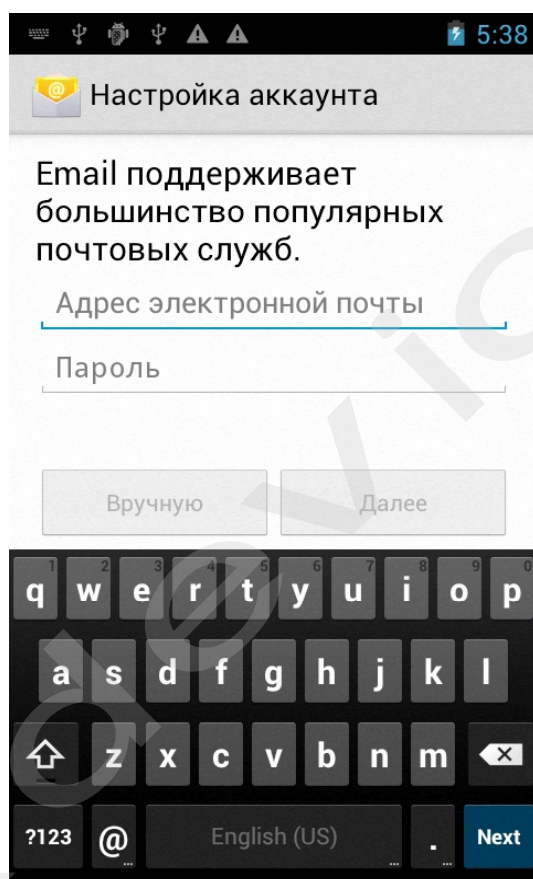 5:38
Настройка аккаунта
Email поддерживает
большинство популярных
почтовых служб.
Адрес электронной почты
Пароль
Вручную Далее
1 2 3 4 5 6 7 8 9 0
q w e r t y u i o p
a s d f g h j k l
z x c v b n m
?123 @ English (US) . Next
devic